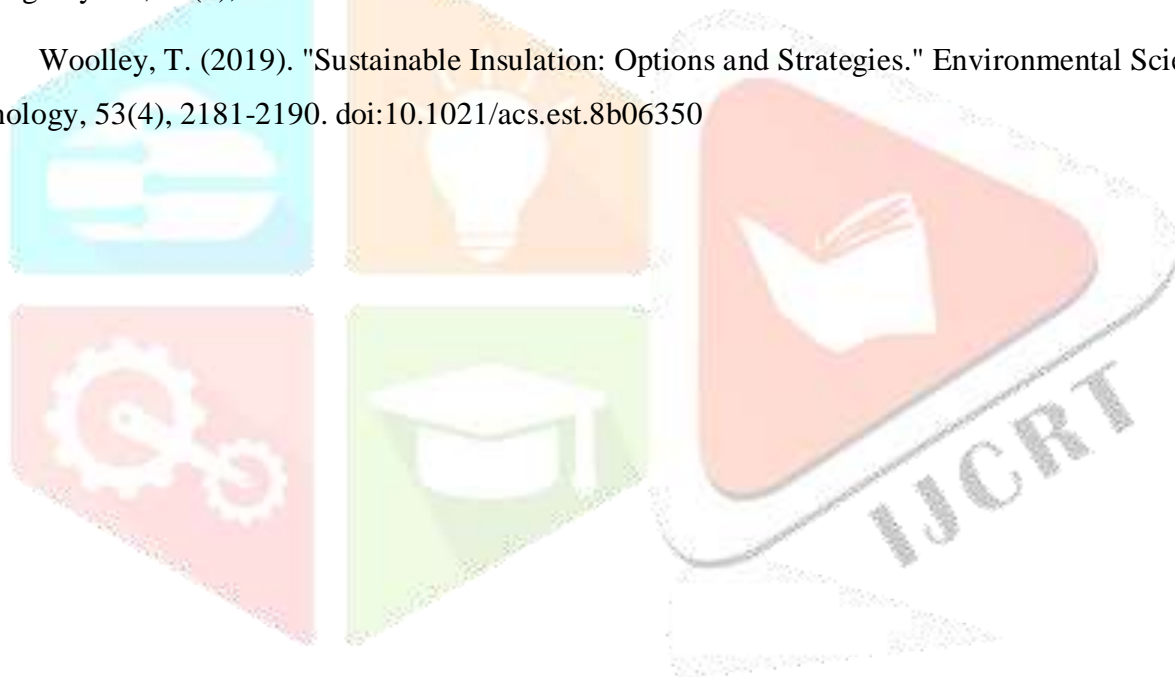 Woolley, T. (2019). "Sustainable Insulation: Options and Strategies." Environmental Scie
nology, 53(4), 2181-2190. doi:10.1021/acs.est.8b06350
IJCRT